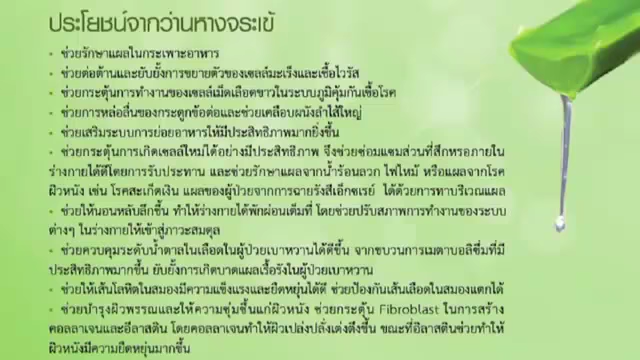 ประโยชน์จากว่านหางจระเข้
• ช่วยรักษาแผลในกระเพาะอาหาร
• ช่วยต่อต้านและยับยั้งการขยายตัวของเซลล์มะเร็งและเชื้อไวรัส
• ช่วยกระตุ้นการทำงานของเซลล์เม็ดเลือดขาวในระบบภูมิคุ้มกันเชื้อโรค
• ช่วยการหล่อลื่นของกระดูกข้อต่อและช่วยเคลือบผนังลำไส้ใหญ่
• ช่วยเสริมระบบการย่อยอาหารให้มีประสิทธิภาพมากยิ่งขึ้น
• ช่วยกระตุ้นการเกิดเซลล์ใหม่ได้อย่างมีประสิทธิภาพ จึงช่วยซ่อมแซมส่วนที่สึกหรอภายใน
ร่างกายได้ดีโดยการรับประทาน และช่วยรักษาแผลจากน้ำร้อนลวก ไฟไหม้ หรือแผลจากโรค
ผิวหนัง เช่น โรคสะเก็ดเงิน แผลของผู้ป่วยจากการฉายรังสีเอ็กซเรย์ ได้ด้วยการทาบริเวณแผล
• ช่วยให้นอนหลับลึกขึ้น ทำให้ร่างกายได้พักผ่อนเต็มที่ โดยช่วยปรับสภาพการทำงานของระบบ
ต่างๆ ในร่างกายให้เข้าสู่ภาวะสมดุล
• ช่วยควบคุมระดับน้ำตาลในเลือดในผู้ป่วยเบาหวานได้ดีขึ้น จากขบวนการเมตาบอลิซึ่มที่มี
ประสิทธิภาพมากขึ้น ยับยั้งการเกิดบาดแผลเรื้อรังในผู้ป่วยเบาหวาน
• ช่วยให้เส้นโลหิตในสมองมีความแข็งแรงและยืดหยุ่นได้ดี ช่วยป้องกันเส้นเลือดในสมองแตกได้
• ช่วยบำรุงผิวพรรณและให้ความชุ่มชื้นแก่ผิวหนัง ช่วยกระตุ้น Fibroblast ในการสร้าง
คอลลาเจนและอีลาสติน โดยคอลลาเจนทำให้ผิวเปล่งปลั่งเต่งตึงขึ้น ขณะที่อีลาสตินช่วยทำให้
ผิวหนังมีความยืดหยุ่นมากขึ้น